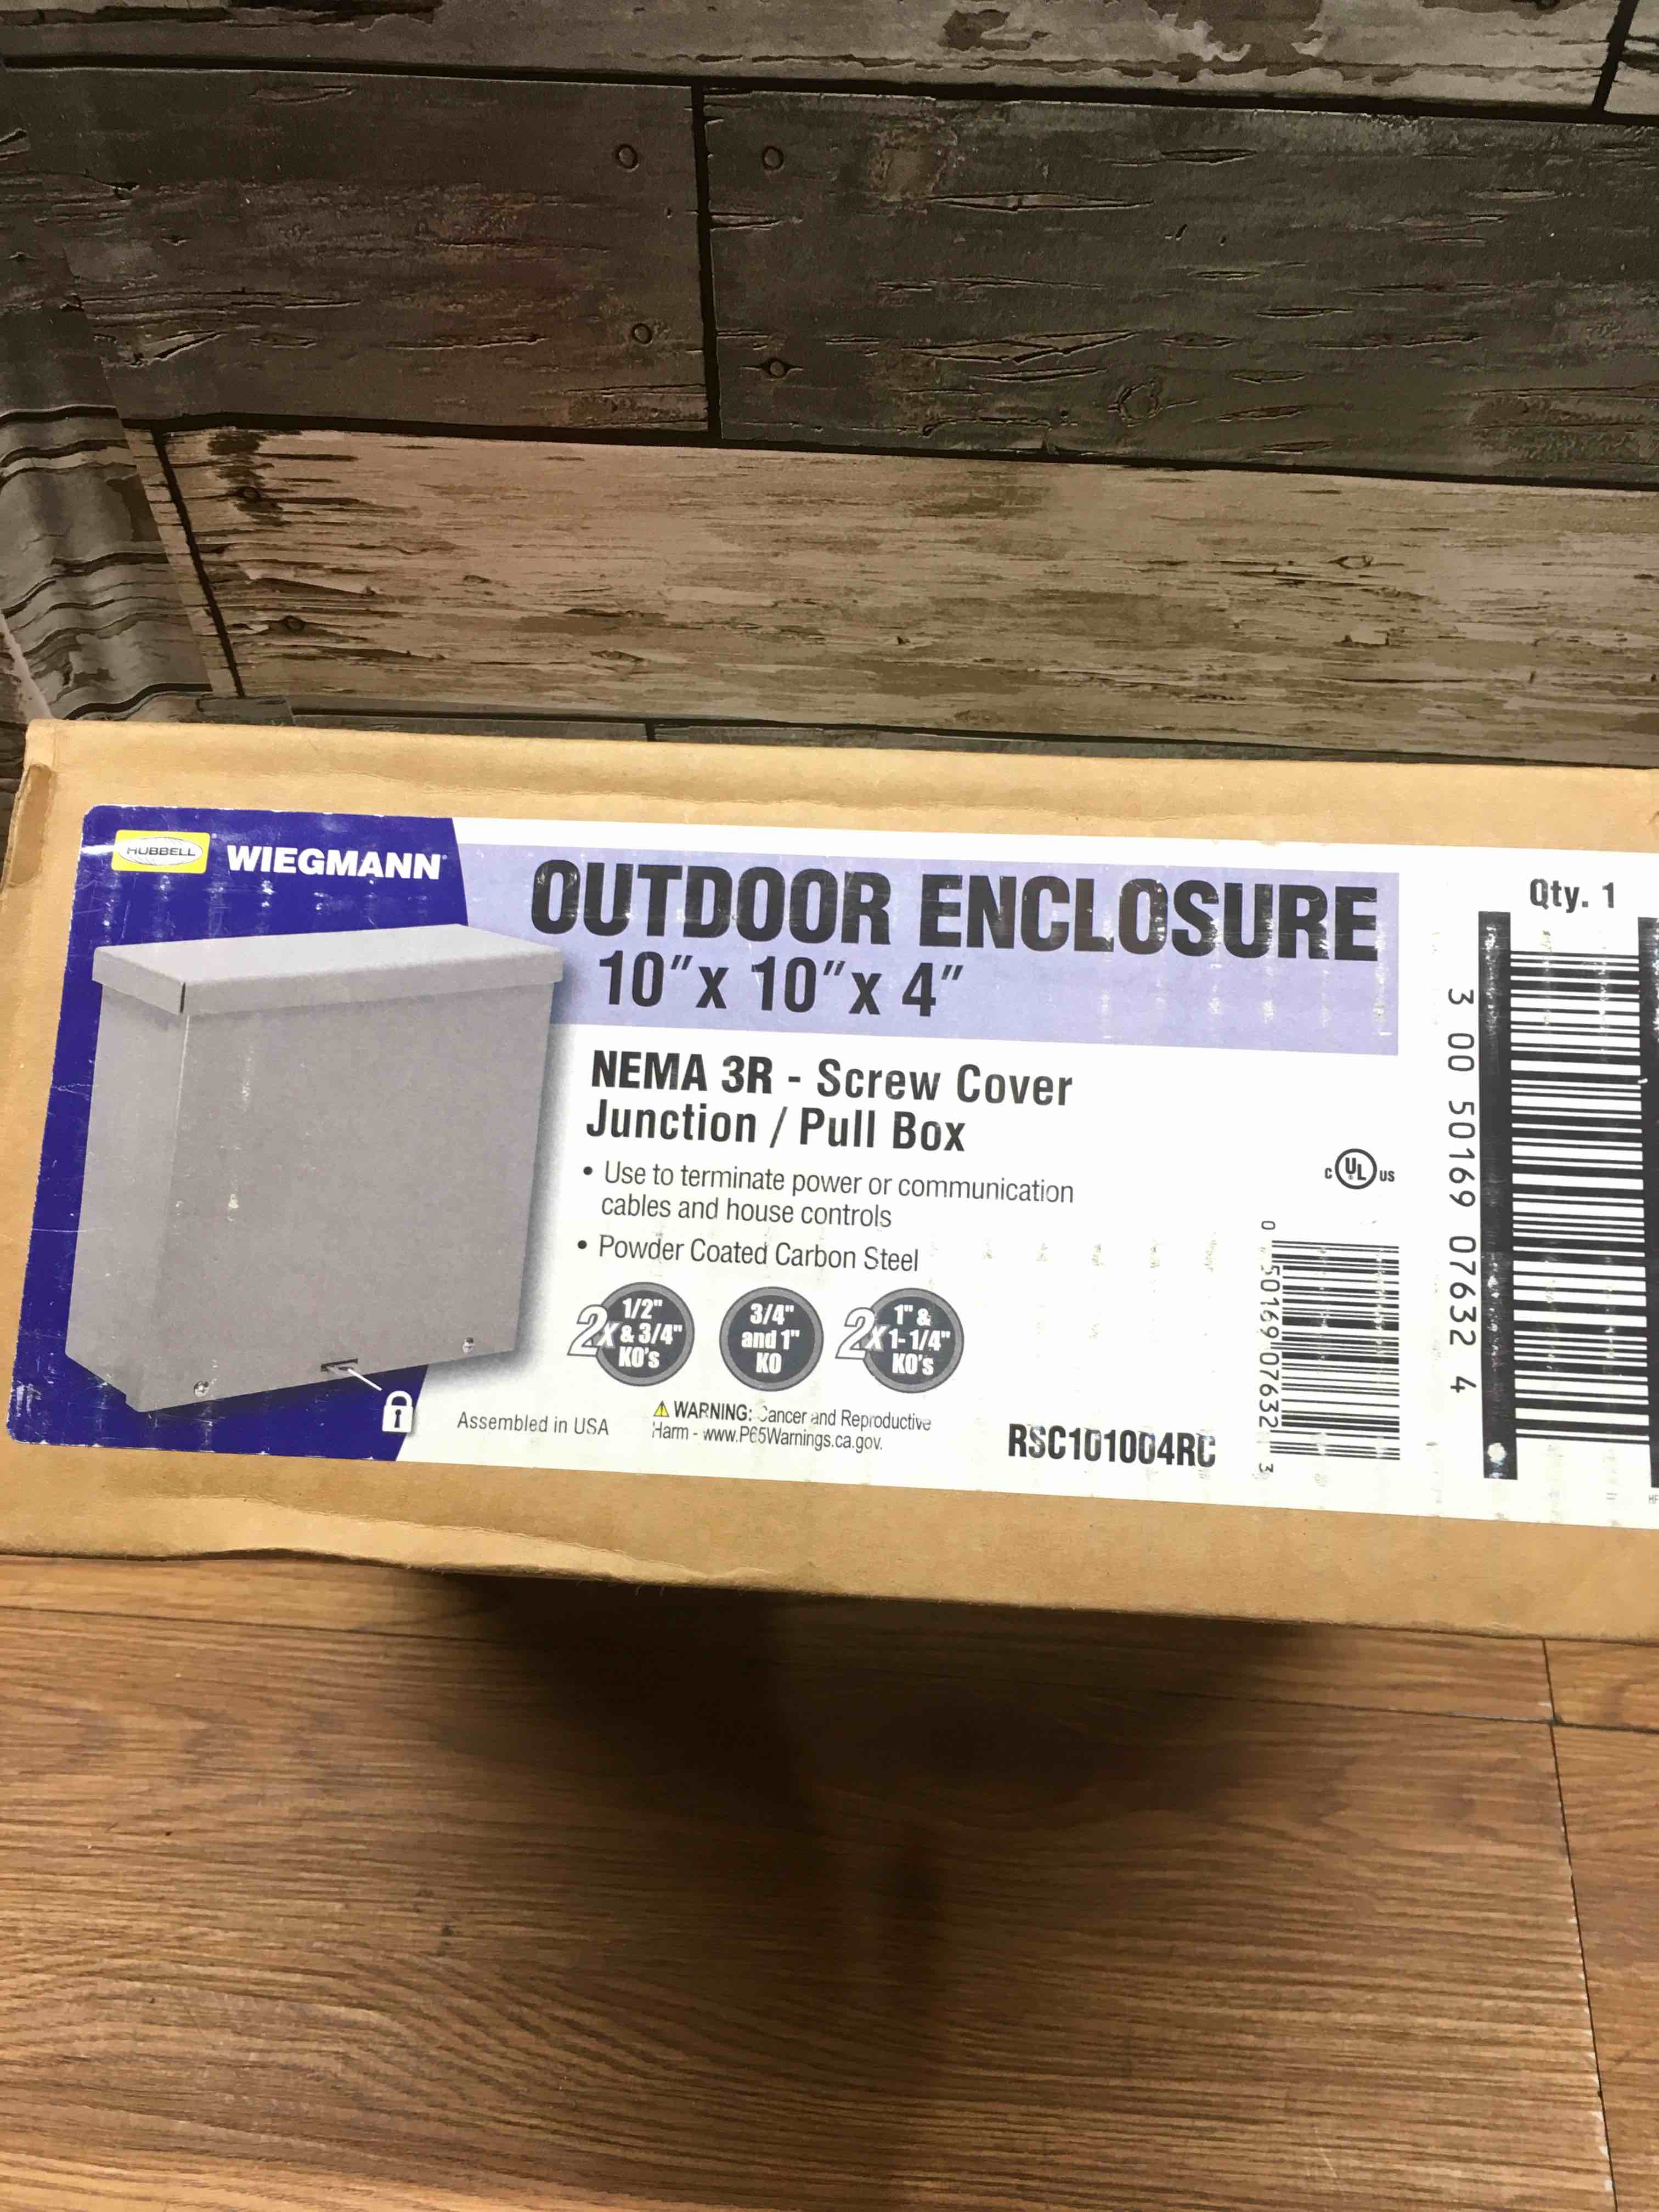 HUBBELL WIEGMANN
OUTDOOR ENCLOSURE
10" x 10" x 4"
NEMA 3R - Screw Cover
Junction / Pull Box
• Use to terminate power or communication
cables and house controls
• Powder Coated Carbon Steel
2X 1/2"
& 3/4"
KO'S
3/4"
and 1"
KO
2X 1" &
1-1/4"
KO'S
Assembled in USA
WARNING: Cancer and Reproductive
Harm - www.P65Warnings.ca.gov.
RSC101004RC
C UL US
0 50169 07632 3
Qty. 1
3 00 50169 07632 4